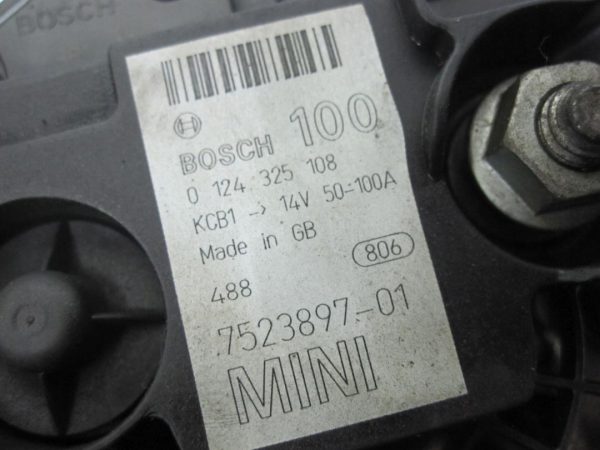 BOSCH
BOSCH 100
0 124 325 108
KCB1 -> 14V 50-100A
Made in GB
806
488
7523897-01
MINI